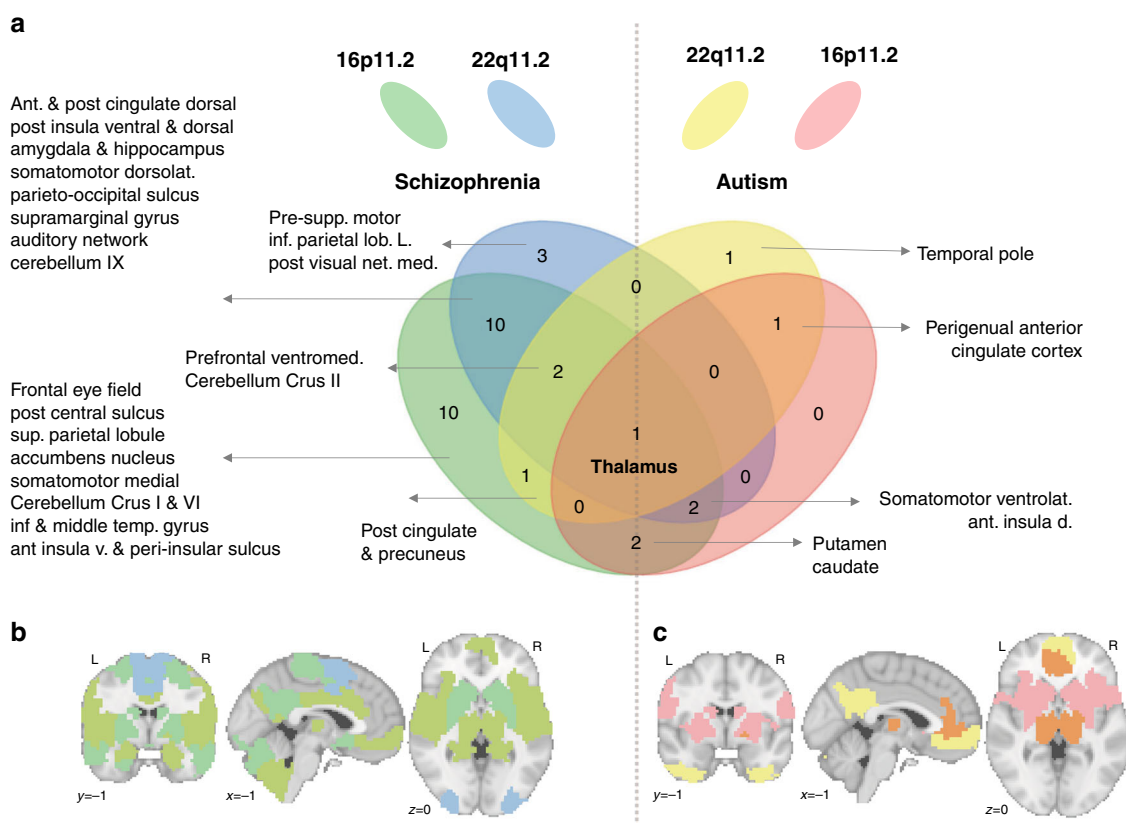 a
16p11.2
22q11.2
22q11.2
16p11.2
Schizophrenia
Autism
Ant. & post cingulate dorsal
post insula ventral & dorsal
amygdala & hippocampus
somatomotor dorsolat.
parieto-occipital sulcus
supramarginal gyrus
auditory network
cerebellum IX
Pre-supp. motor
inf. parietal lob. L.
post visual net. med.
Prefrontal ventromed.
Cerebellum Crus II
Frontal eye field
post central sulcus
sup. parietal lobule
accumbens nucleus
somatomotor medial
Cerebellum Crus I & VI
inf & middle temp. gyrus
ant insula v. & peri-insular sulcus
Post cingulate
& precuneus
3
1
0
10
1
2
0
10
0
1
Thalamus
1
0
0
2
2
Temporal pole
Perigenual anterior
cingulate cortex
Somatomotor ventrolat.
ant. insula d.
Putamen
caudate
b
L
R
L
R
y=–1
x=–1
z=0
c
L
R
L
R
y=–1
x=–1
z=0